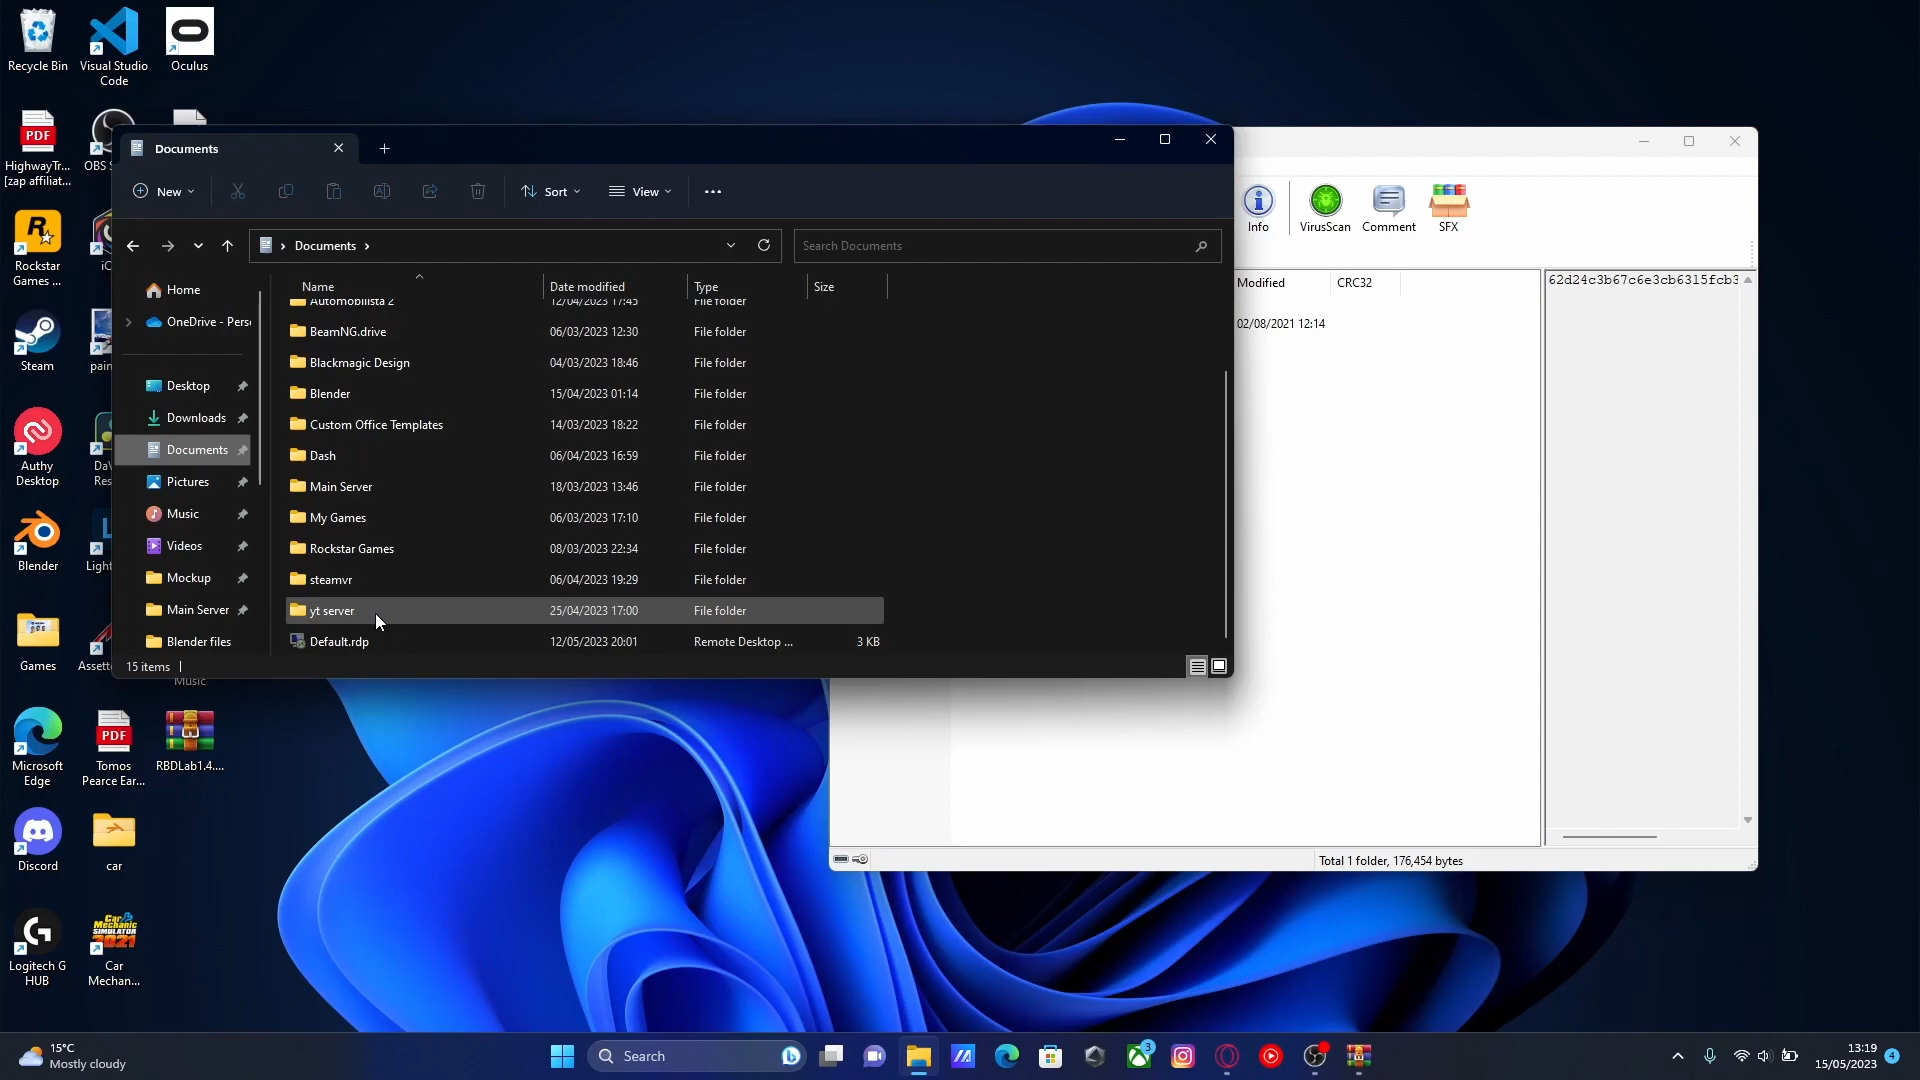 Recycle Bin
Visual Studio
Code
Oculus
PDF
HighwayTr...
[zap affiliat...
OBS S
R
Rockstar
Games ...
iC
Steam
pain
Authy
Desktop
DaV
Res
Blender
Light
Games
Assett
Music
Microsoft
Edge
PDF
Tomos
Pearce Ear...
RBDLab1.4....
Discord
car
Logitech G
HUB
Car
Mechan...
Documents
New
Sort
View
Documents
Search Documents
Home
OneDrive - Pers
Desktop
Downloads
Documents
Pictures
Music
Videos
Mockup
Main Server
Blender files
Name
Date modified
Type
Size
Automobilista 2 12/04/2023 17:45 File folder
BeamNG.drive 06/03/2023 12:30 File folder
Blackmagic Design 04/03/2023 18:46 File folder
Blender 15/04/2023 01:14 File folder
Custom Office Templates 14/03/2023 18:22 File folder
Dash 06/04/2023 16:59 File folder
Main Server 18/03/2023 13:46 File folder
My Games 06/03/2023 17:10 File folder
Rockstar Games 08/03/2023 22:34 File folder
steamvr 06/04/2023 19:29 File folder
yt server 25/04/2023 17:00 File folder
Default.rdp 12/05/2023 20:01 Remote Desktop ... 3 KB
15 items
Info
VirusScan
Comment
SFX
Modified
CRC32
02/08/2021 12:14
62d24c3b67c6e3cb6315fcb3
Total 1 folder, 176,454 bytes
15°C
Mostly cloudy
Search
3
13:19
15/05/2023
4